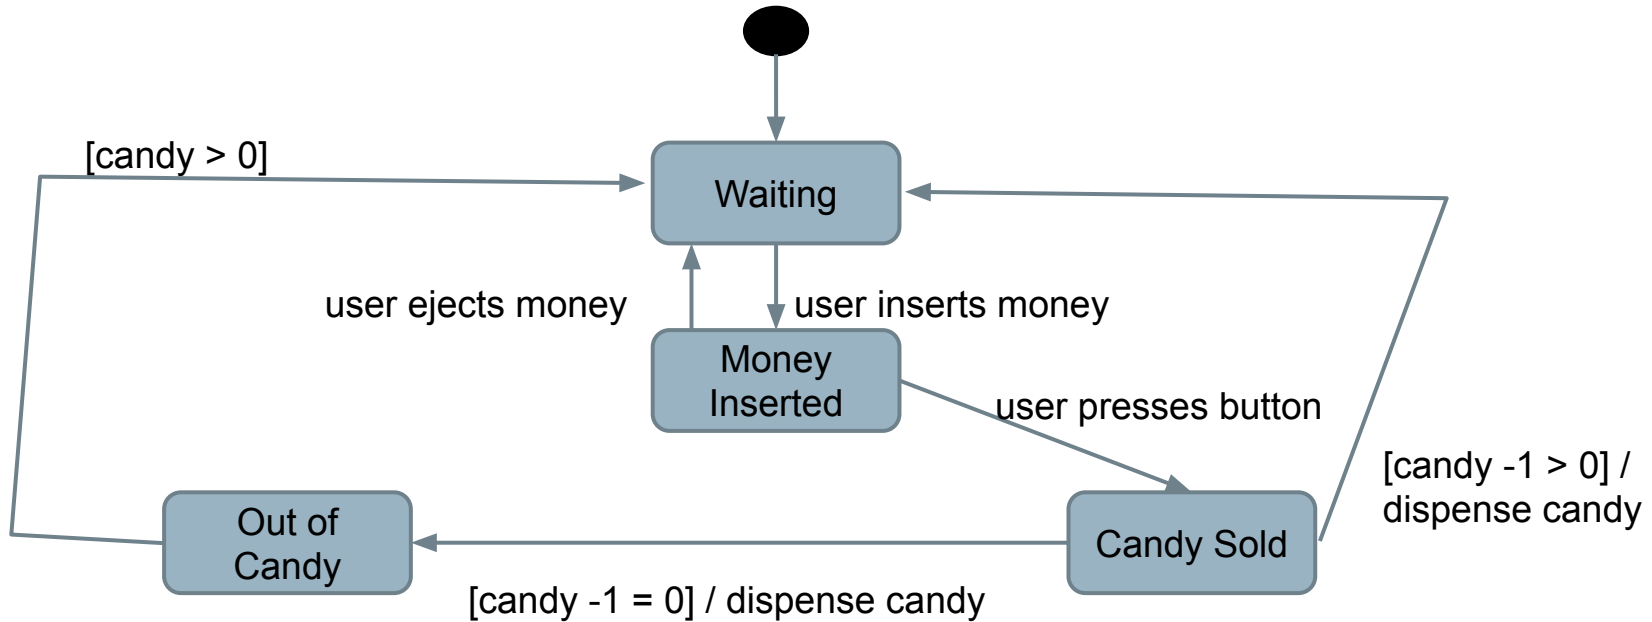 [candy > 0]
Waiting
user ejects money
user inserts money
Money
Inserted
user presses button
[candy -1 > 0] /
dispense candy
Out of
Candy
Candy Sold
[candy -1 = 0] / dispense candy